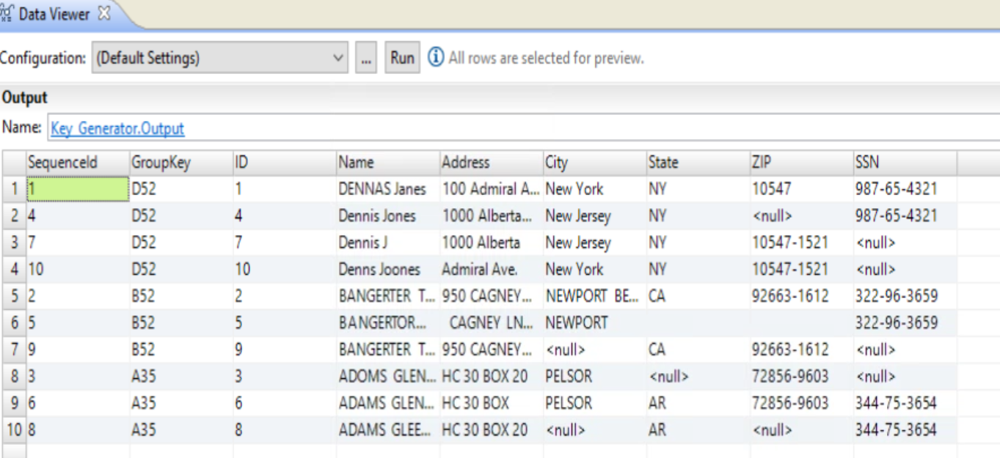 Data Viewer
Configuration: (Default Settings) ... Run All rows are selected for preview.
Output
Name: Key Generator.Output
SequenceId GroupKey ID Name Address City State ZIP SSN
1 1 D52 1 DENNAS Janes 100 Admiral A... New York NY 10547 987-65-4321
2 4 D52 4 Dennis Jones 1000 Alberta... New Jersey NY <null> 987-65-4321
3 7 D52 7 Dennis J 1000 Alberta New Jersey NY 10547-1521 <null>
4 10 D52 10 Denns Joones Admiral Ave. New York NY 10547-1521 <null>
5 2 B52 2 BANGERTER T... 950 CAGNEY... NEWPORT BE... CA 92663-1612 322-96-3659
6 5 B52 5 BANGERTOR... CAGNEY LN... NEWPORT 322-96-3659
7 9 B52 9 BANGERTER T... 950 CAGNEY... <null> CA 92663-1612 <null>
8 3 A35 3 ADOMS GLEN... HC 30 BOX 20 PELSOR <null> 72856-9603 <null>
9 6 A35 6 ADAMS GLEN... HC 30 BOX PELSOR AR 72856-9603 344-75-3654
10 8 A35 8 ADAMS GLEE... HC 30 BOX 20 <null> AR <null> 344-75-3654